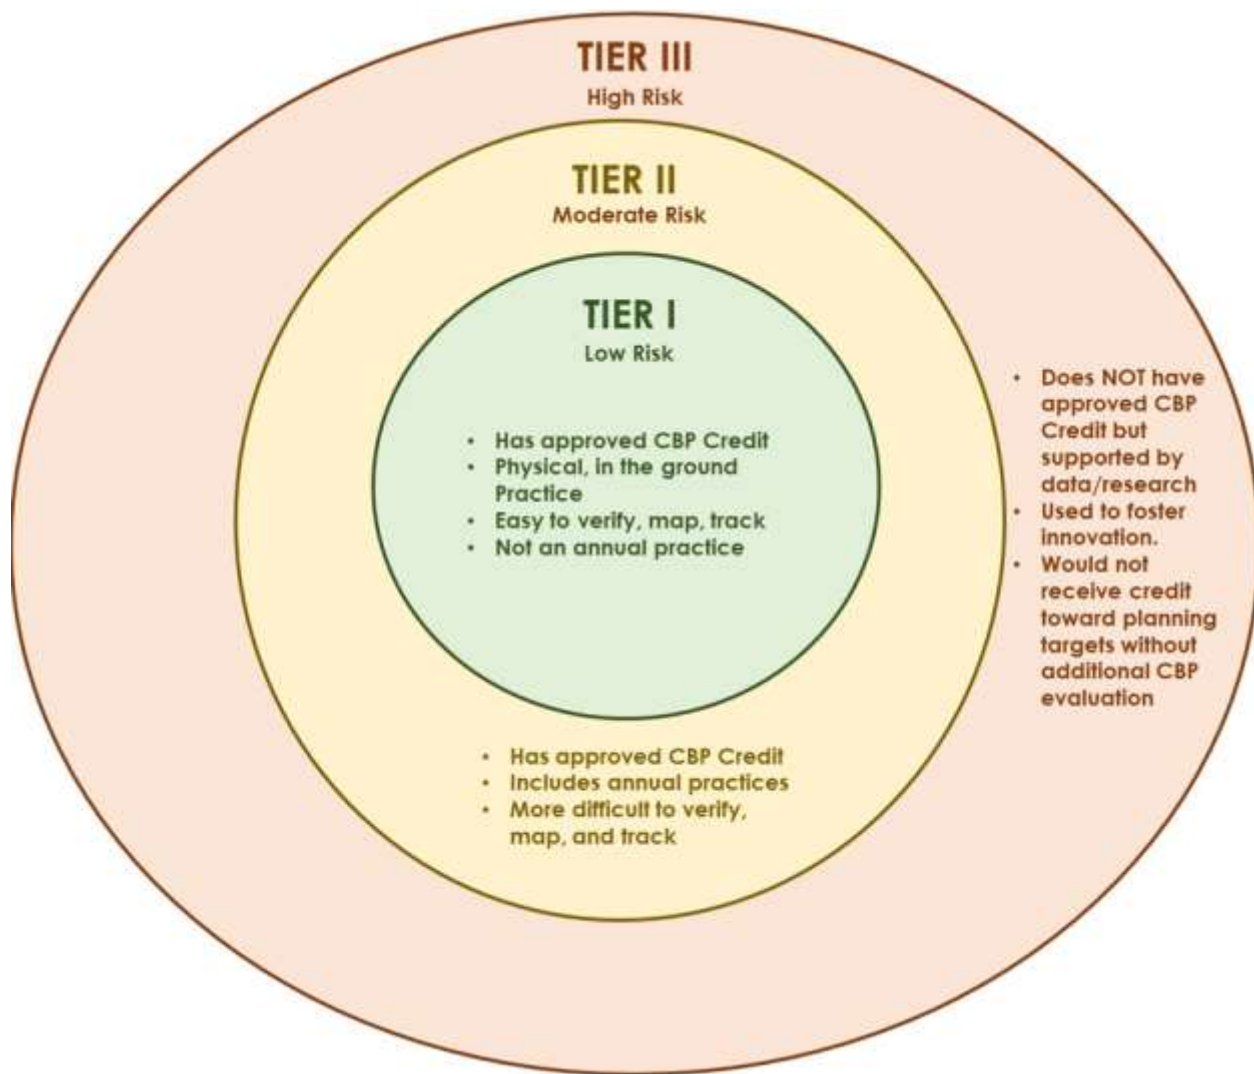 TIER III
High Risk
TIER II
Moderate Risk
TIER I
Low Risk
• Has approved CBP Credit
• Physical, in the ground
Practice
• Easy to verify, map, track
• Not an annual practice
• Has approved CBP Credit
• Includes annual practices
• More difficult to verify,
map, and track
• Does NOT have
approved CBP
Credit but
supported by
data/research
• Used to foster
innovation.
• Would not
receive credit
toward planning
targets without
additional CBP
evaluation